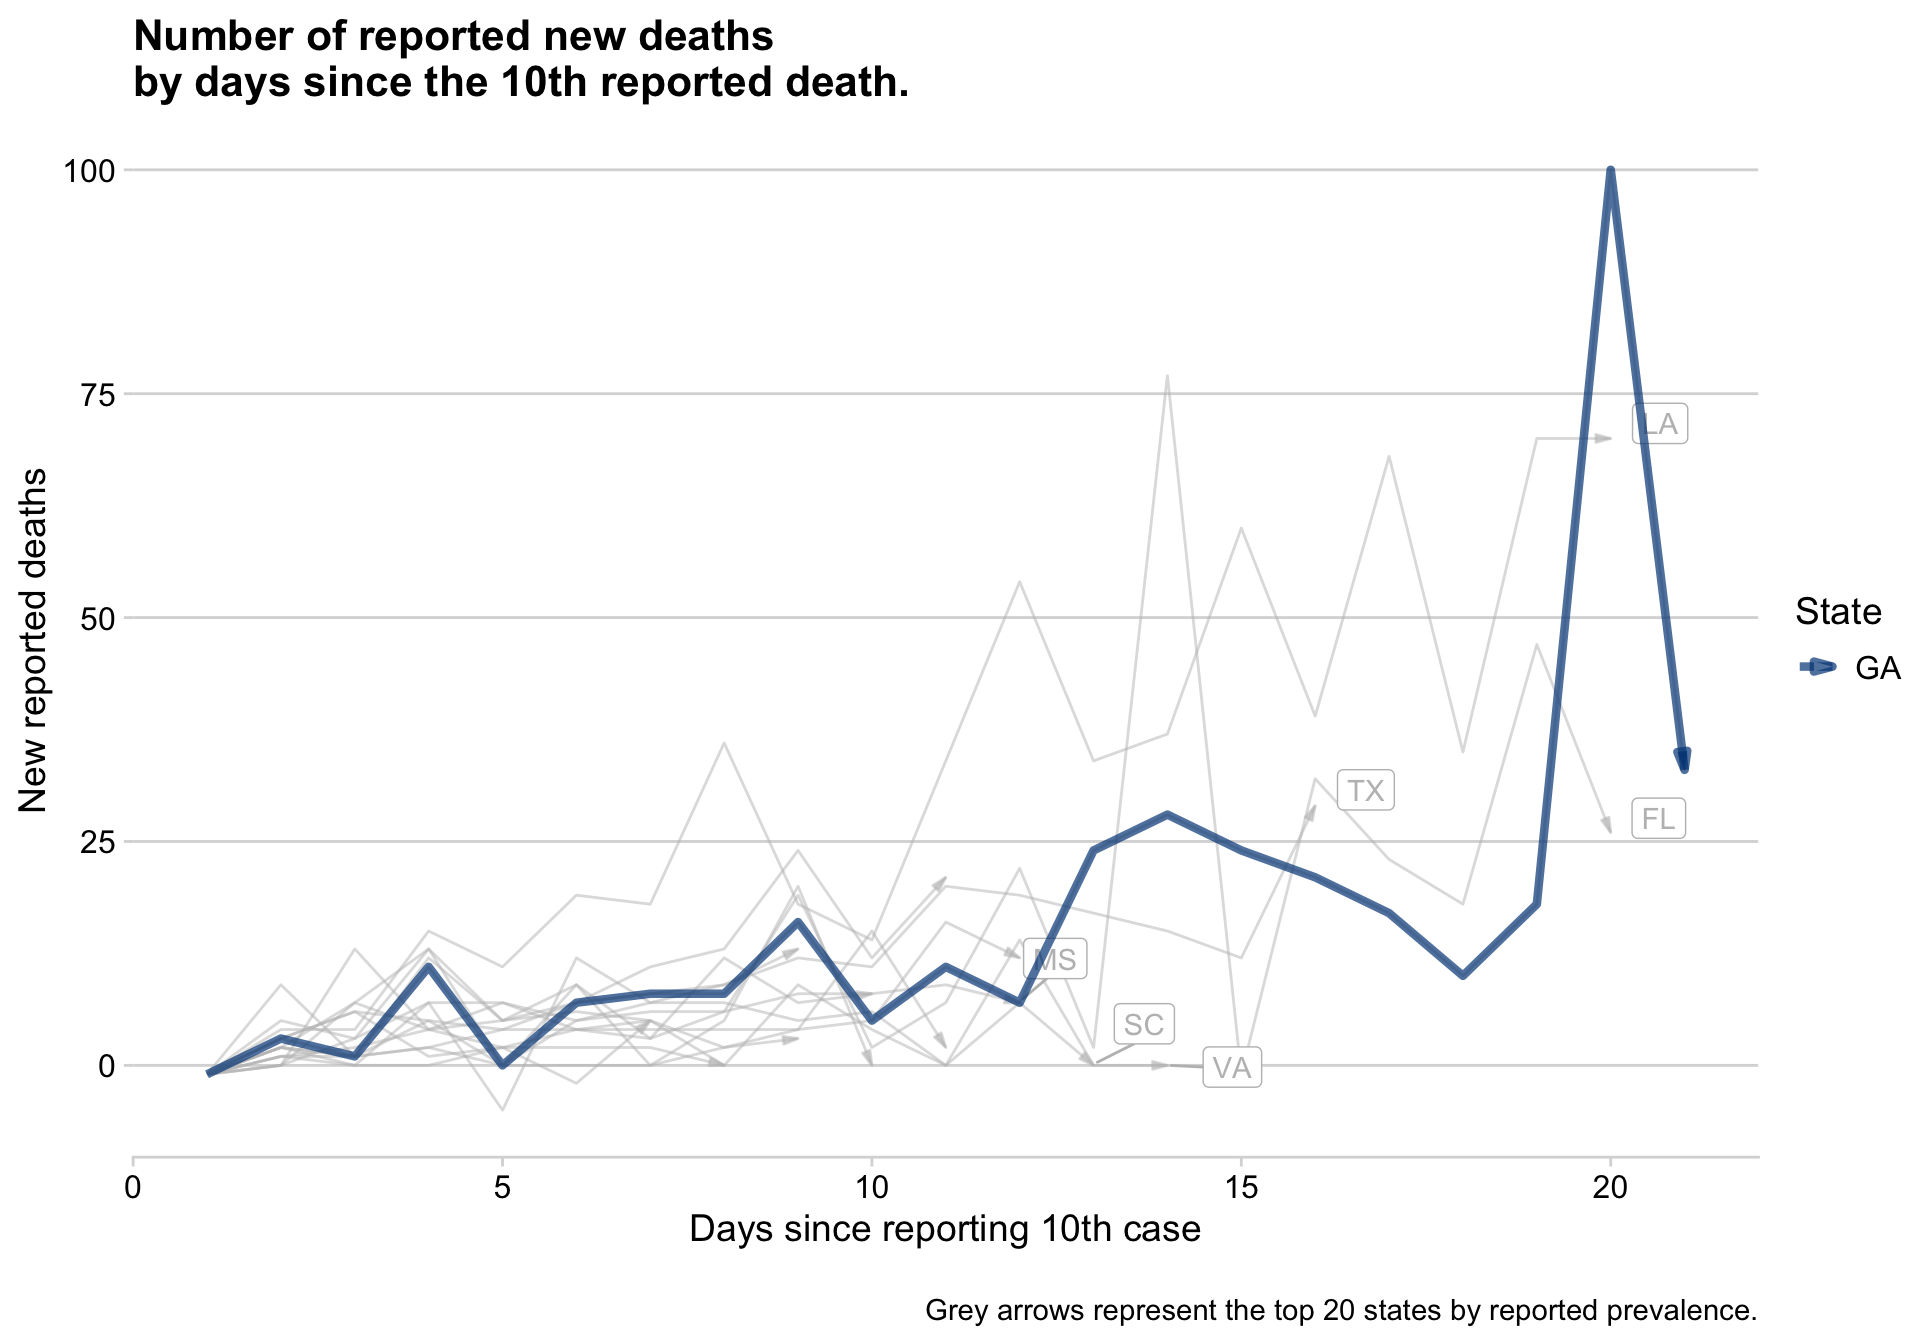 Number of reported new deaths
by days since the 10th reported death.
100
75
50
25
0
New reported deaths
LA
TX
FL
MS
SC
VA
State
GA
0 5 10 15 20
Days since reporting 10th case
Grey arrows represent the top 20 states by reported prevalence.